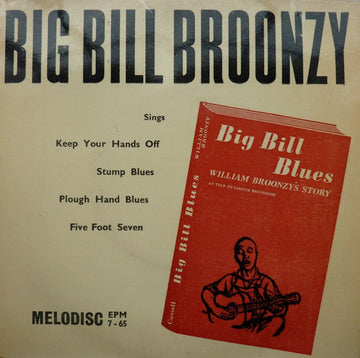 BIG BILL BROONZY
Sings
Keep Your Hands Off
Stump Blues
Plough Hand Blues
Five Foot Seven
WILLIAM BROONZY
Big Bill Blues
Cassell
Big Bill
Blues
WILLIAM BROONZY'S STORY
AS TOLD TO YANNICK BRUYNOGHE
MELODISC EPM
7-65